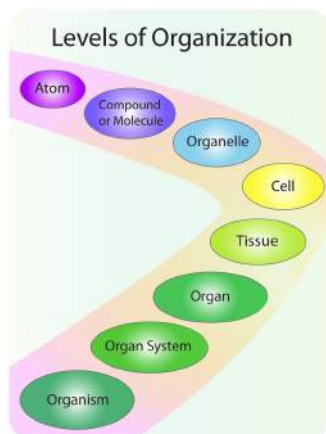 Levels of Organization
Atom
Compound
or Molecule
Organelle
Cell
Tissue
Organ
Organ System
Organism